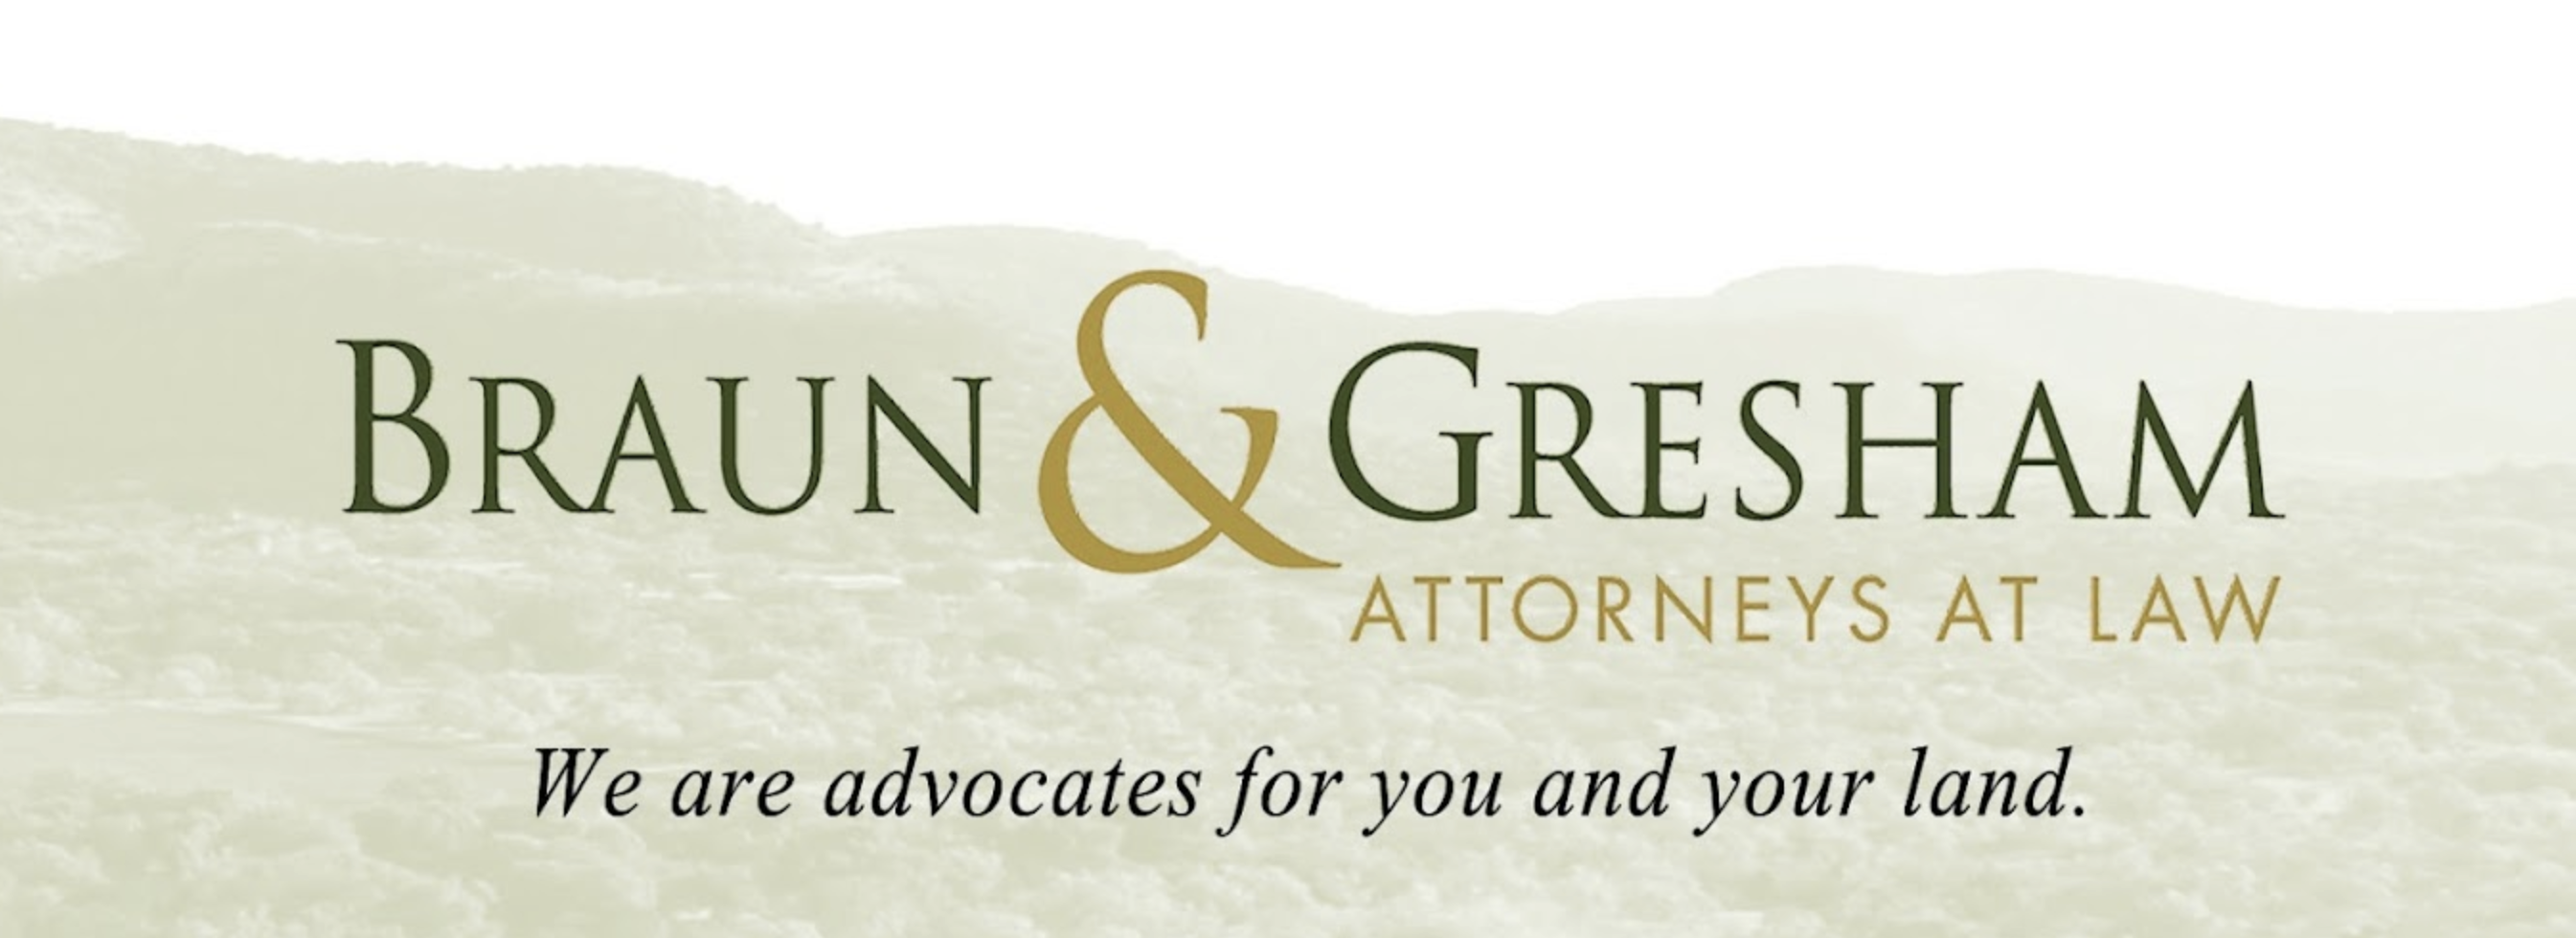 BRAUN & GRESHAM
ATTORNEYS AT LAW
We are advocates for you and your land.